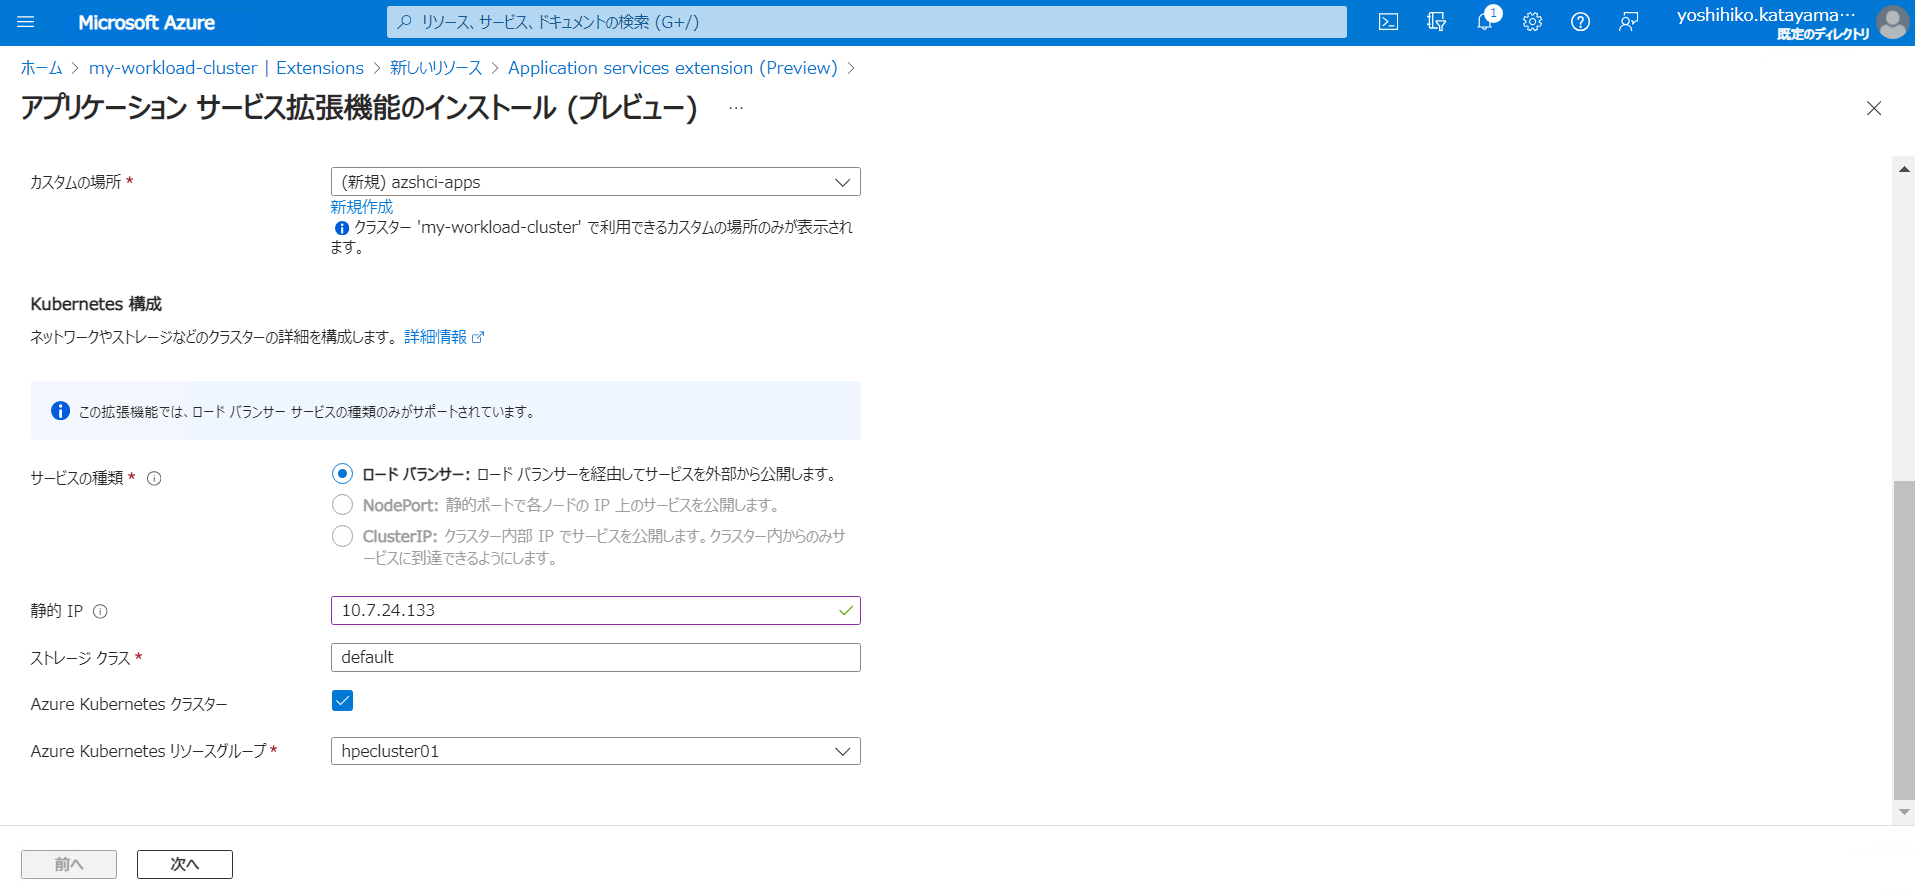 Microsoft Azure
リソース、サービス、ドキュメントの検索 (G+/)
1
yoshihiko.katayama…
既定のディレクトリ
ホーム > my-workload-cluster | Extensions > 新しいリソース > Application services extension (Preview) >
アプリケーション サービス拡張機能のインストール (プレビュー) …
カスタムの場所 *
(新規) azshci-apps
新規作成
クラスター 'my-workload-cluster' で利用できるカスタムの場所のみが表示され
ます。
Kubernetes 構成
ネットワークやストレージなどのクラスターの詳細を構成します。 詳細情報
この拡張機能では、ロード バランサー サービスの種類のみがサポートされています。
サービスの種類 *
ロード バランサー: ロード バランサーを経由してサービスを外部から公開します。
NodePort: 静的ポートで各ノードの IP 上のサービスを公開します。
ClusterIP: クラスター内部 IP でサービスを公開します。クラスター内からのみサ
ービスに到達できるようにします。
静的 IP
10.7.24.133
ストレージ クラス *
default
Azure Kubernetes クラスター
Azure Kubernetes リソースグループ *
hpecluster01
前へ
次へ